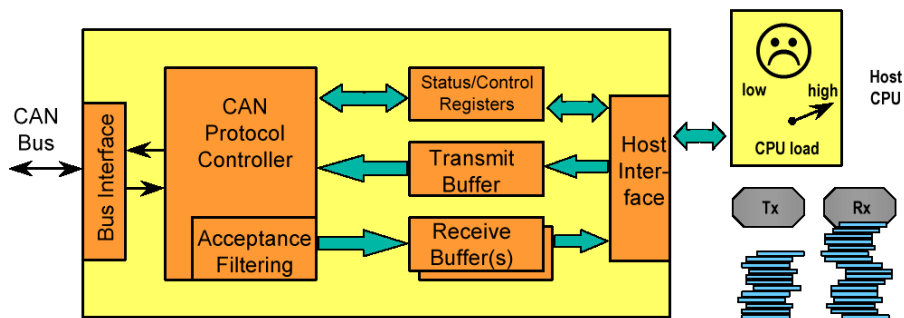 CAN
Bus
Bus Interface
CAN
Protocol
Controller
Acceptance
Filtering
Status/Control
Registers
Transmit
Buffer
Receive
Buffer(s)
Host
Inter-
face
low
high
CPU load
Host
CPU
Tx
Rx